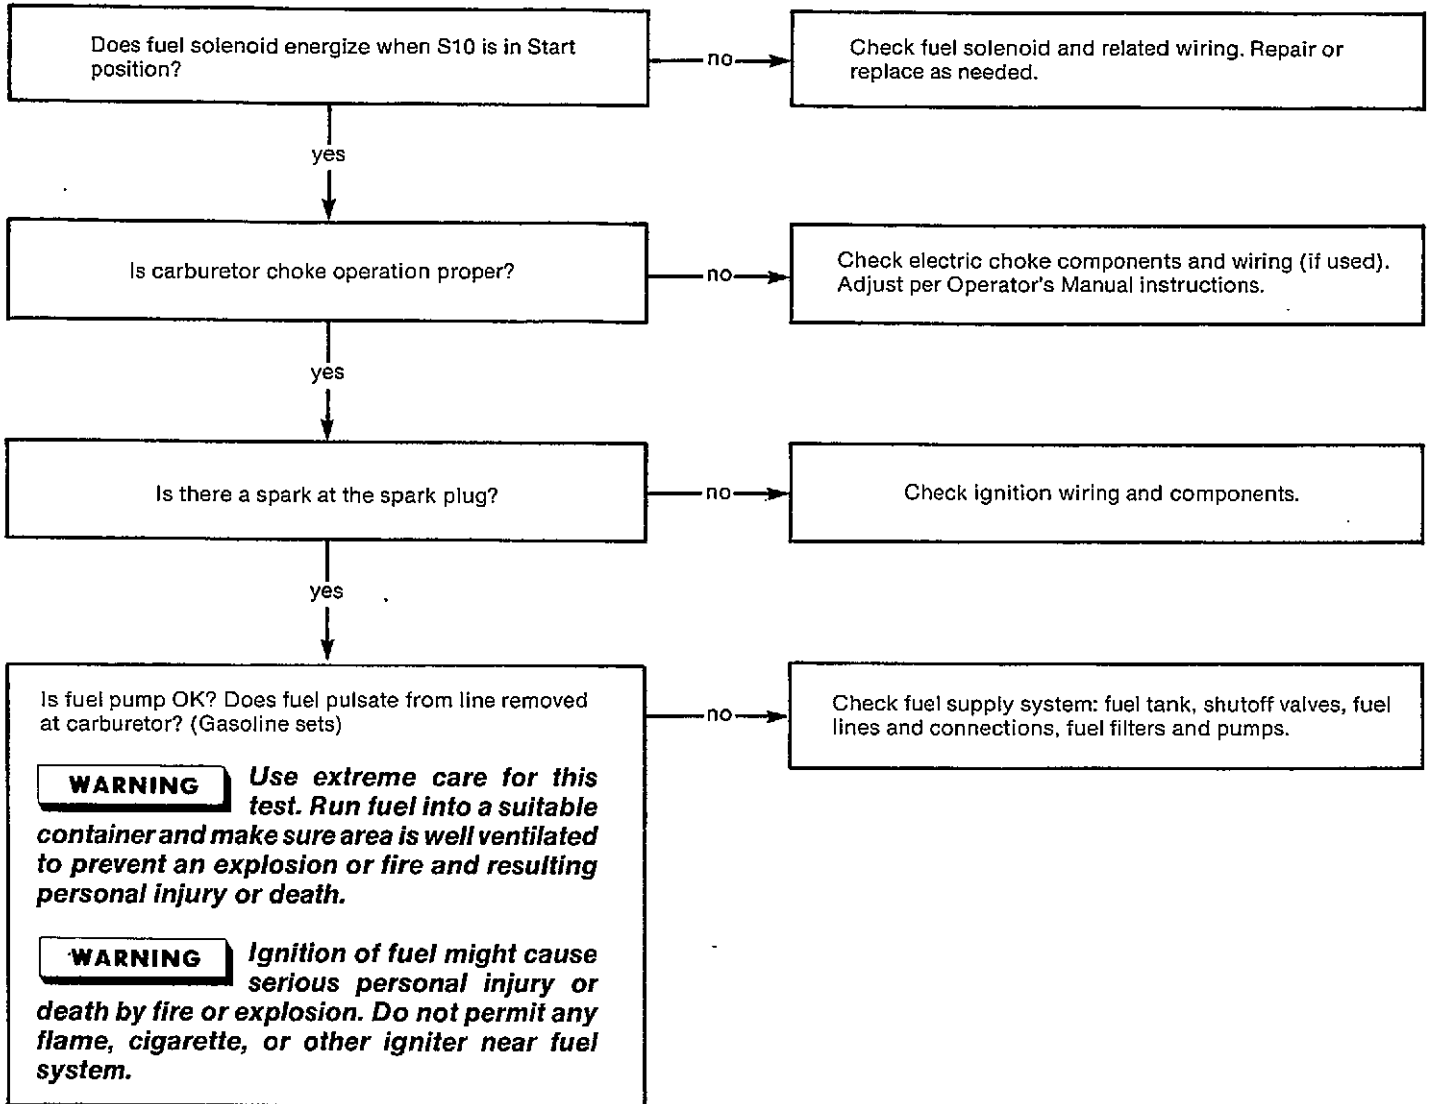 Does fuel solenoid energize when S10 is in Start
position?
no
Check fuel solenoid and related wiring. Repair or
replace as needed.
yes
Is carburetor choke operation proper?
no
Check electric choke components and wiring (if used).
Adjust per Operator's Manual instructions.
yes
Is there a spark at the spark plug?
no
Check ignition wiring and components.
yes
Is fuel pump OK? Does fuel pulsate from line removed
at carburetor? (Gasoline sets)
no
Check fuel supply system: fuel tank, shutoff valves, fuel
lines and connections, fuel filters and pumps.
WARNING Use extreme care for this
test. Run fuel into a suitable
container and make sure area is well ventilated
to prevent an explosion or fire and resulting
personal injury or death.
WARNING Ignition of fuel might cause
serious personal injury or
death by fire or explosion. Do not permit any
flame, cigarette, or other igniter near fuel
system.